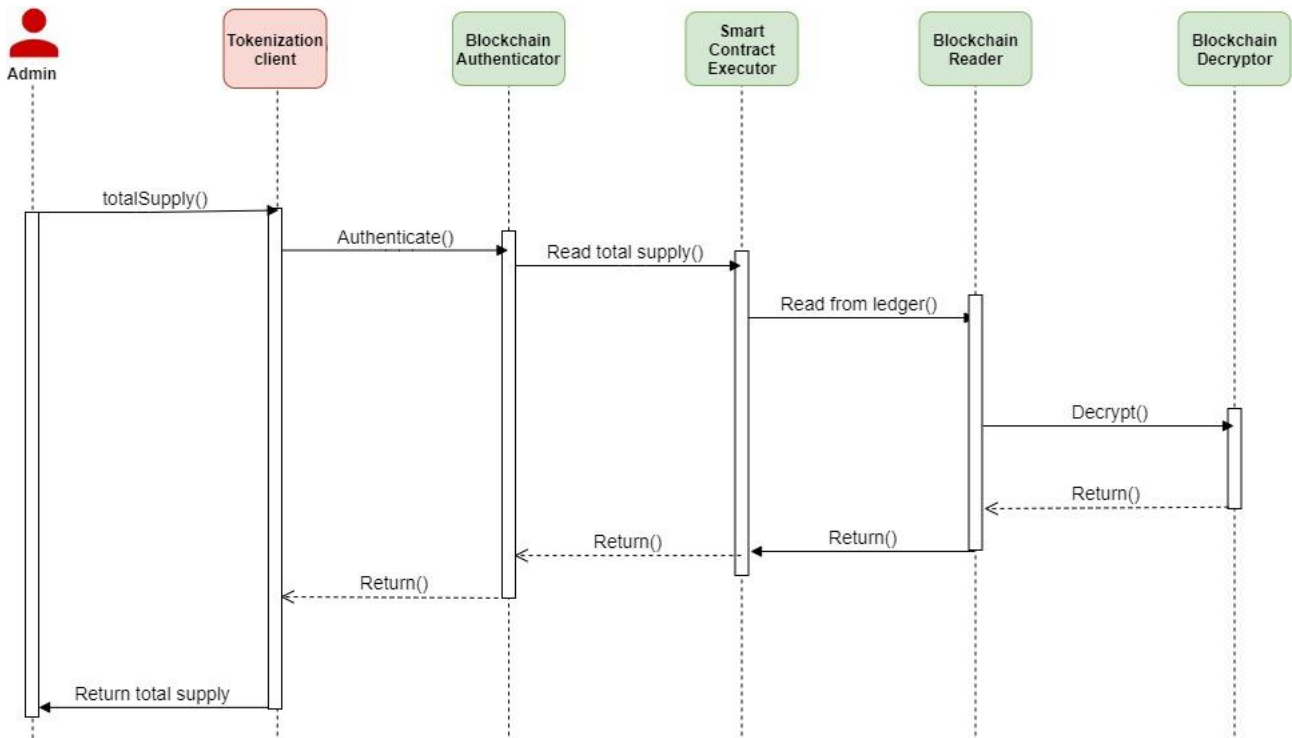 Admin
Tokenization
client
Blockchain
Authenticator
Smart
Contract
Executor
Blockchain
Reader
Blockchain
Decryptor
totalSupply()
Authenticate()
Read total supply()
Read from ledger()
Decrypt()
Return()
Return()
Return()
Return()
Return total supply